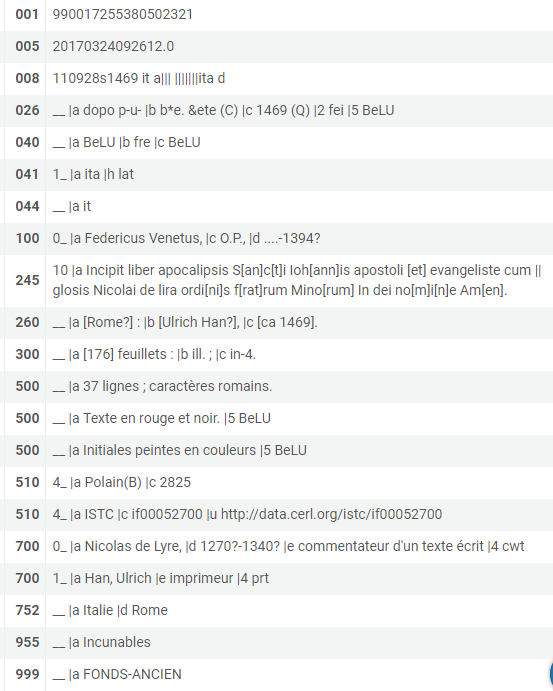 001 990017255380502321
005 20170324092612.0
008 110928s1469 it a||| |||||||ita d
026 __ |a dopo p-u- |b b*e. &ete (C) |c 1469 (Q) |2 fei |5 BeLU
040 __ |a BeLU |b fre |c BeLU
041 1_ |a ita |h lat
044 __ |a it
100 0_ |a Federicus Venetus, |c O.P., |d ....-1394?
245 10 |a Incipit liber apocalipsis S[an]c[t]i Ioh[ann]is apostoli [et] evangeliste cum ||
glosis Nicolai de lira ordi[ni]s f[rat]rum Mino[rum] In dei no[m]i[n]e Am[en].
260 __ |a [Rome?] : |b [Ulrich Han?], |c [ca 1469].
300 __ |a [176] feuillets : |b ill. ; |c in-4.
500 __ |a 37 lignes ; caractères romains.
500 __ |a Texte en rouge et noir. |5 BeLU
500 __ |a Initiales peintes en couleurs |5 BeLU
510 4_ |a Polain(B) |c 2825
510 4_ |a ISTC |c if00052700 |u http://data.cerl.org/istc/if00052700
700 0_ |a Nicolas de Lyre, |d 1270?-1340? |e commentateur d'un texte écrit |4 cwt
700 1_ |a Han, Ulrich |e imprimeur |4 prt
752 __ |a Italie |d Rome
955 __ |a Incunables
999 __ |a FONDS-ANCIEN